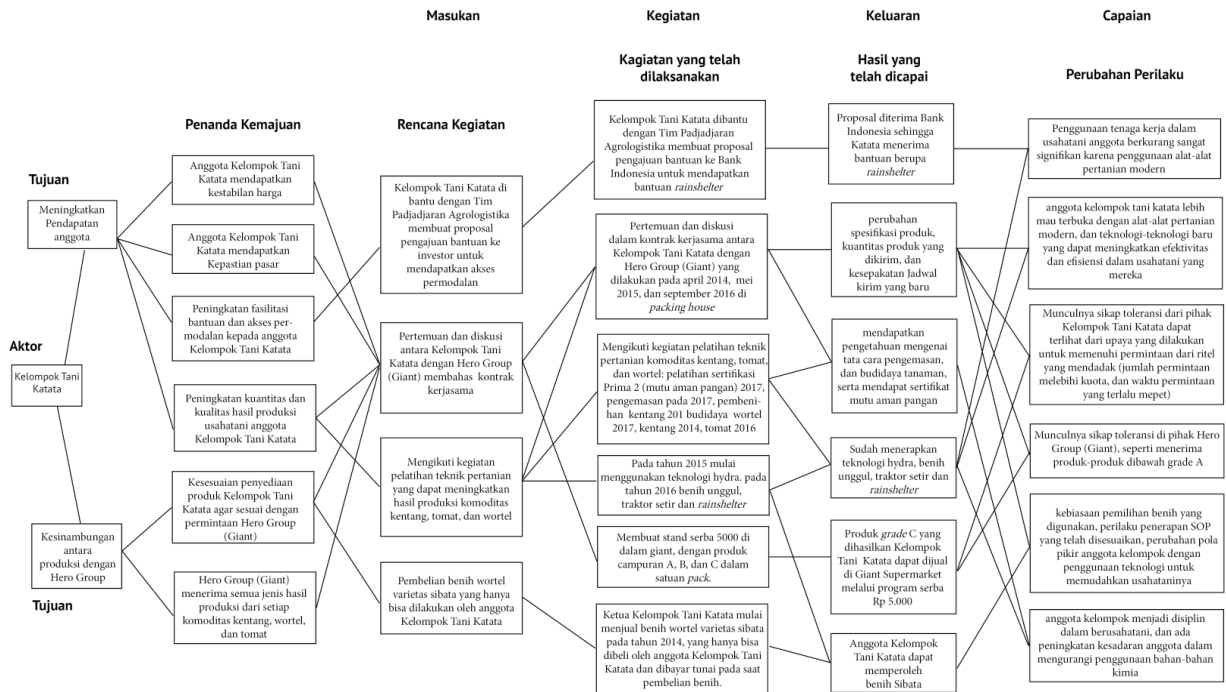 Masukan
Kegiatan
Keluaran
Capaian
Kagiatan yang telah
dilaksanakan
Hasil yang
telah dicapai
Perubahan Perilaku
Penanda Kemajuan
Rencana Kegiatan
Aktor
Kelompok Tani
Katata
Tujuan
Meningkatkan
Pendapatan
anggota
Kesinambungan
antara
produksi dengan
Hero Group
Tujuan
Anggota Kelompok Tani
Katata mendapatkan
kestabilan harga
Anggota Kelompok Tani
Katata mendapatkan
Kepastian pasar
Peningkatan fasilitasi
bantuan dan akses per-
modalan kepada anggota
Kelompok Tani Katata
Peningkatan kuantitas dan
kualitas hasil produksi
usahatani anggota
Kelompok Tani Katata
Kesesuaian penyediaan
produk Kelompok Tani
Katata agar sesuai dengan
permintaan Hero Group
(Giant)
Hero Group (Giant)
menerima semua jenis hasil
produksi dari setiap
komoditas kentang, wortel,
dan tomat
Kelompok Tani Katata di
bantu dengan Tim
Padjadjaran Agrologistika
membuat proposal
pengajuan bantuan ke
investor untuk
mendapatkan akses
permodalan
Pertemuan dan diskusi
antara Kelompok Tani
Katata dengan Hero Group
(Giant) membahas kontrak
kerjasama
Mengikuti kegiatan
pelatihan teknik pertanian
yang dapat meningkatkan
hasil produksi komoditas
kentang, tomat, dan wortel
Pembelian benih wortel
varietas sibata yang hanya
bisa dilakukan oleh anggota
Kelompok Tani Katata
Kelompok Tani Katata dibantu
dengan Tim Padjadjaran
Agrologistika membuat proposal
pengajuan bantuan ke Bank
Indonesia untuk mendapatkan
bantuan rainshelter
Pertemuan dan diskusi
dalam kontrak kerjasama antara
Kelompok Tani Katata dengan
Hero Group (Giant) yang
dilakukan pada april 2014, mei
2015, dan september 2016 di
packing house
Mengikuti kegiatan pelatihan teknik
pertanian komoditas kentang, tomat,
dan wortel: pelatihan sertifikasi
Prima 2 (mutu aman pangan) 2017,
pengemasan pada 2017, pembeni-
han kentang 201 budidaya wortel
2017, kentang 2014, tomat 2016
Pada tahun 2015 mulai
menggunakan teknologi hydra. pada
tahun 2016 benih unggul,
traktor setir dan rainshelter
Membuat stand serba 5000 di
dalam giant, dengan produk
campuran A, B, dan C dalam
satuan pack.
Ketua Kelompok Tani Katata mulai
menjual benih wortel varietas sibata
pada tahun 2014, yang hanya bisa
dibeli oleh anggota Kelompok Tani
Katata dan dibayar tunai pada saat
pembelian benih.
Proposal diterima Bank
Indonesia sehingga
Katata menerima
bantuan berupa
rainshelter
perubahan
spesifikasi produk,
kuantitas produk yang
dikirim, dan
kesepakatan Jadwal
kirim yang baru
mendapatkan
pengetahuan mengenai
tata cara pengemasan,
dan budidaya tanaman,
serta mendapat sertifikat
mutu aman pangan
Sudah menerapkan
teknologi hydra, benih
unggul, traktor setir dan
rainshelter
Produk grade C yang
dihasilkan Kelompok
Tani Katata dapat dijual
di Giant Supermarket
melalui program serba
Rp 5.000
Anggota Kelompok
Tani Katata dapat
memperoleh
benih Sibata
Penggunaan tenaga kerja dalam
usahatani anggota berkurang sangat
signifikan karena penggunaan alat-alat
pertanian modern
anggota kelompok tani katata lebih
mau terbuka dengan alat-alat pertanian
modern, dan teknologi-teknologi baru
yang dapat meningkatkan efektivitas
dan efisiensi dalam usahatani yang
mereka
Munculnya sikap toleransi dari pihak
Kelompok Tani Katata dapat
terlihat dari upaya yang dilakukan
untuk memenuhi permintaan dari ritel
yang mendadak (jumlah permintaan
melebihi kuota, dan waktu permintaan
yang terlalu mepet)
Munculnya sikap toleransi di pihak Hero
Group (Giant), seperti menerima
produk-produk dibawah grade A
kebiasaan pemilihan benih yang
digunakan, perilaku penerapan SOP
yang telah disesuaikan, perubahan pola
pikir anggota kelompok dengan
penggunaan teknologi untuk
memudahkan usahataninya
anggota kelompok menjadi disiplin
dalam berusahatani, dan ada
peningkatan kesadaran anggota dalam
mengurangi penggunaan bahan-bahan
kimia